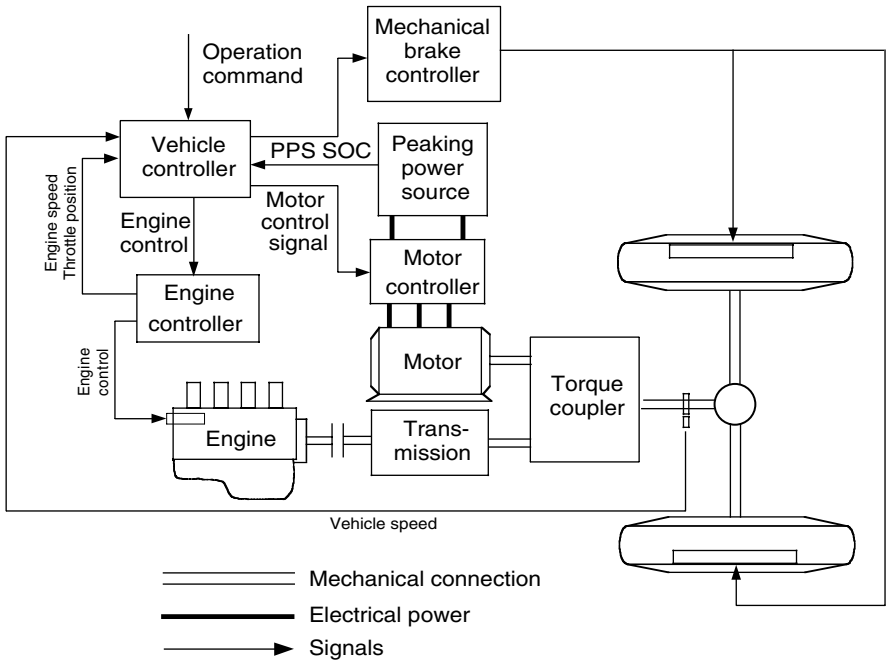 Operation
command
Mechanical
brake
controller
Vehicle
controller
PPS SOC
Peaking
power
source
Engine speed
Throttle position
Engine
control
Motor
control
signal
Motor
controller
Engine
controller
Engine
control
Motor
Torque
coupler
Engine
Trans-
mission
Vehicle speed
Mechanical connection
Electrical power
Signals